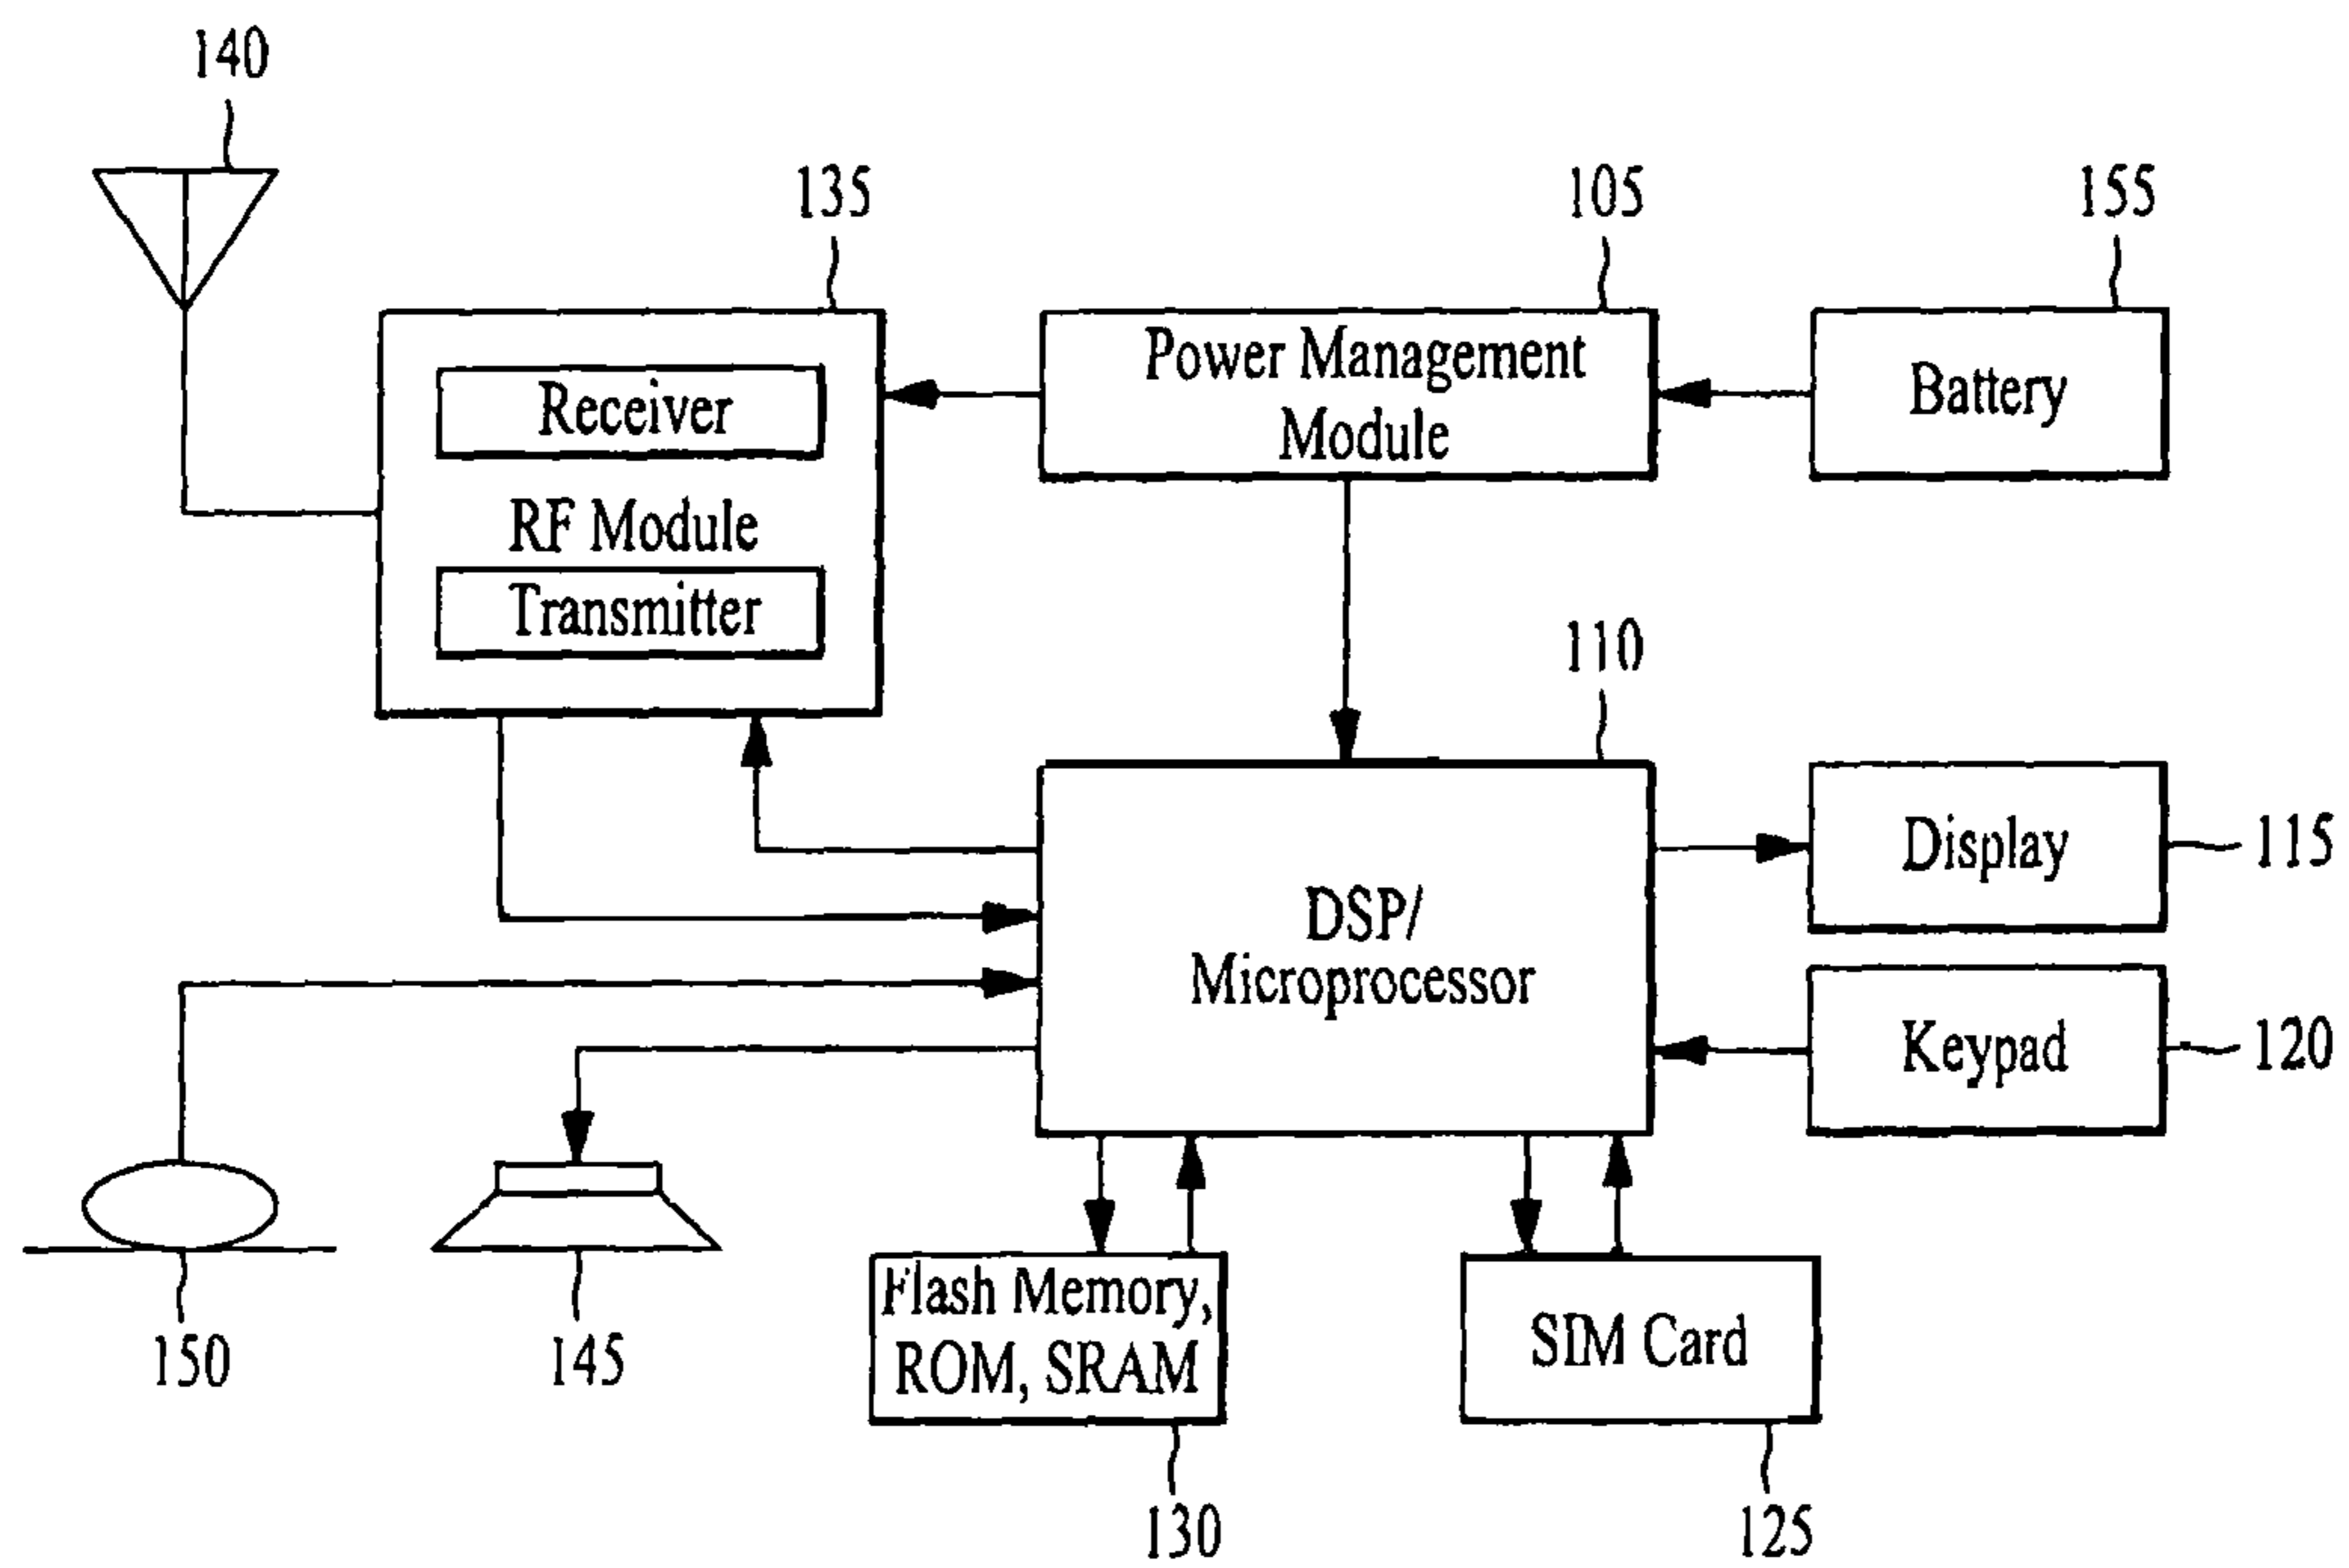 140
135
105
155
Receiver
RF Module
Transmitter
Power Management
Module
Battery
110
DSP/
Microprocessor
Display
115
Keypad
120
150
145
Flash Memory,
ROM, SRAM
SIM Card
130
125